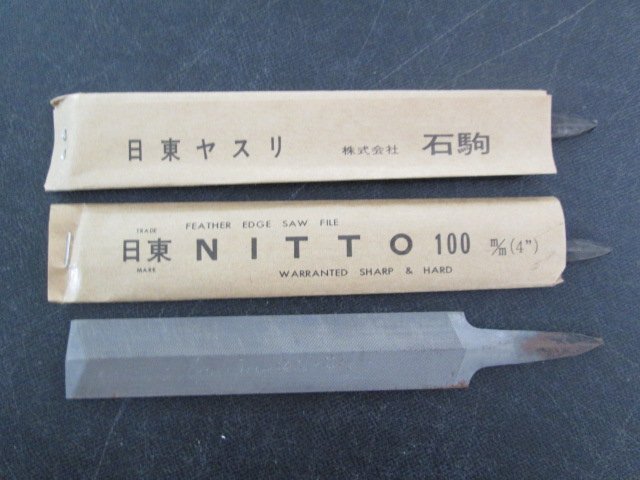 日東ヤスリ 株式会社 石駒
FEATHER EDGE SAW FILE
TRADE
日東 NITTO 100 m/m (4")
MARK
WARRANTED SHARP & HARD